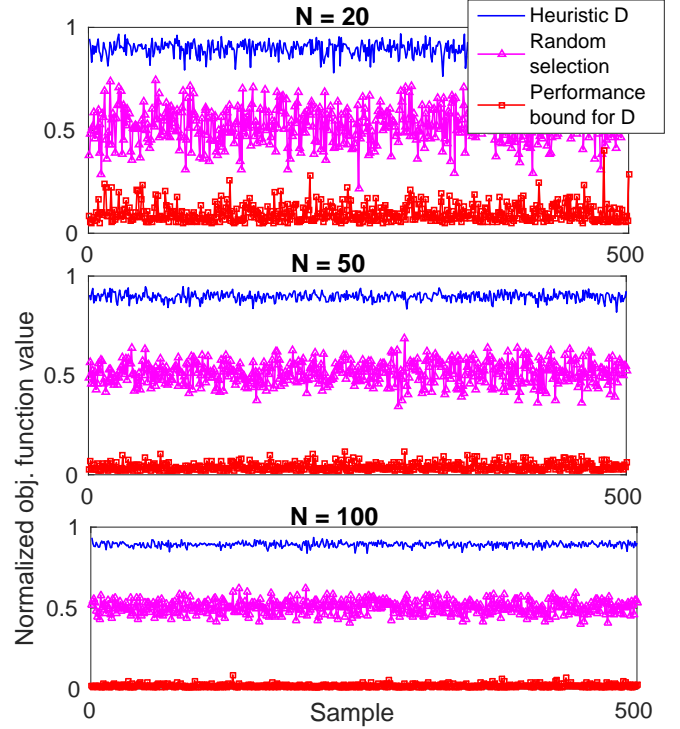 N = 20
Heuristic D
Random
selection
Performance
bound for D
1
0.5
0
0
500
N = 50
1
0.5
0
0
500
N = 100
1
0.5
0
0
500
Sample
Normalized obj. function value